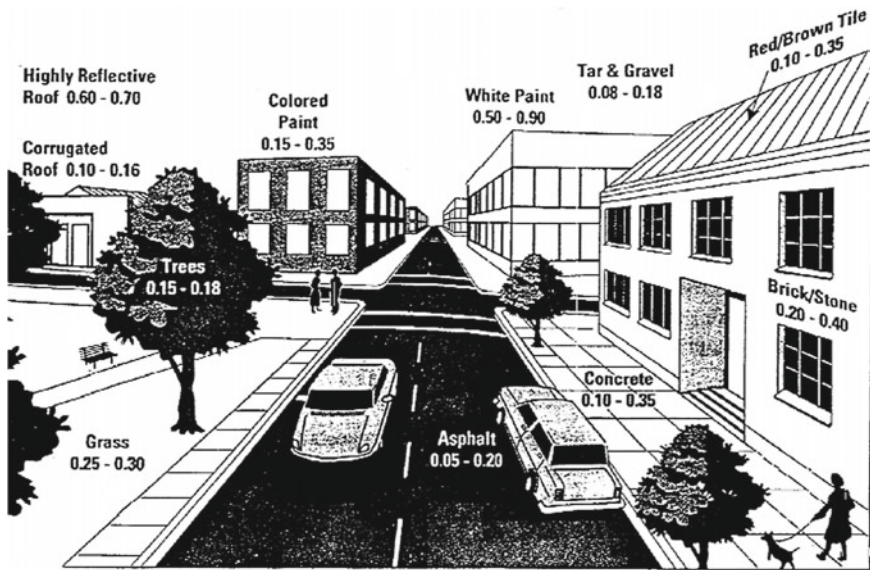 Highly Reflective
Roof 0.60 - 0.70
Corrugated
Roof 0.10 - 0.16
Colored
Paint
0.15 - 0.35
White Paint
0.50 - 0.90
Tar & Gravel
0.08 - 0.18
Red/Brown Tile
0.10 - 0.35
Trees
0.15 - 0.18
Brick/Stone
0.20 - 0.40
Concrete
0.10 - 0.35
Grass
0.25 - 0.30
Asphalt
0.05 - 0.20